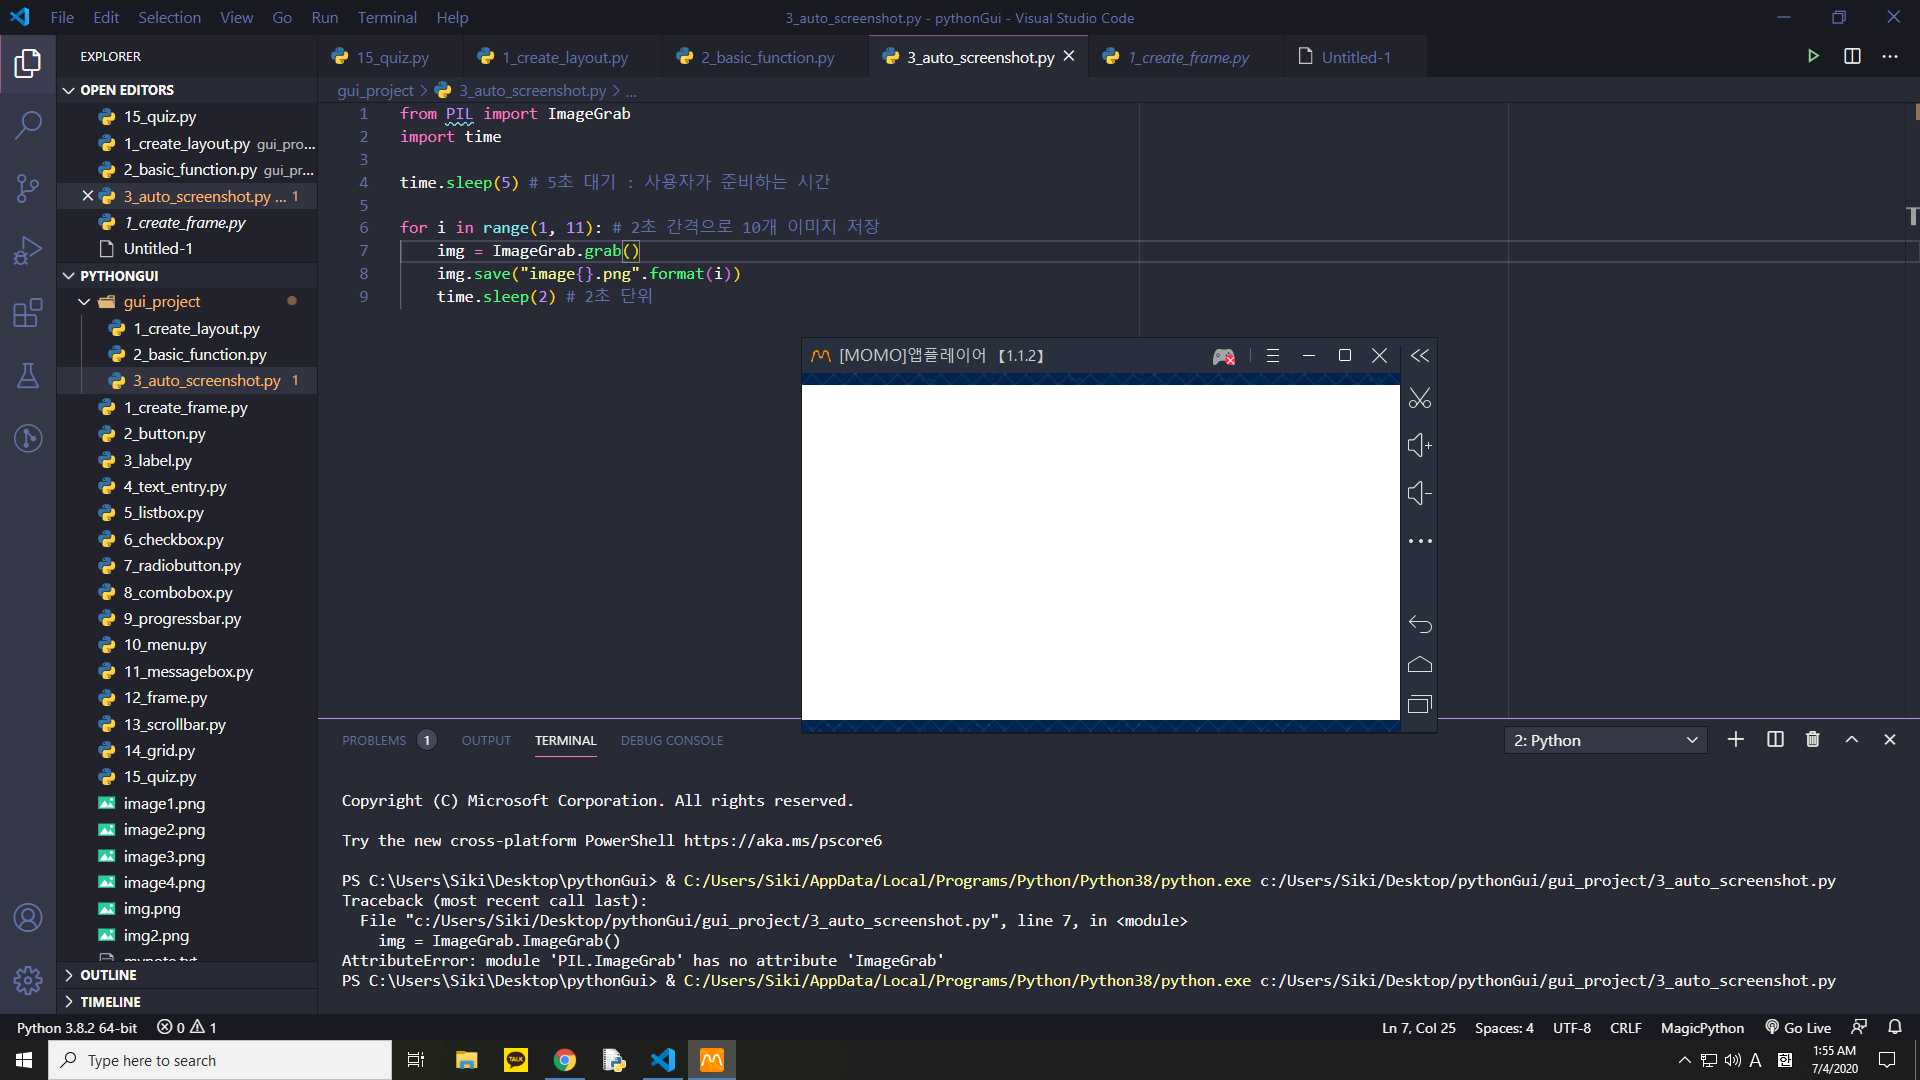 File Edit Selection View Go Run Terminal Help
3_auto_screenshot.py - pythonGui - Visual Studio Code
EXPLORER
OPEN EDITORS
15_quiz.py
1_create_layout.py gui_pro...
2_basic_function.py gui_pr...
3_auto_screenshot.py ... 1
1_create_frame.py
Untitled-1
PYTHONGUI
gui_project
1_create_layout.py
2_basic_function.py
3_auto_screenshot.py 1
1_create_frame.py
2_button.py
3_label.py
4_text_entry.py
5_listbox.py
6_checkbox.py
7_radiobutton.py
8_combobox.py
9_progressbar.py
10_menu.py
11_messagebox.py
12_frame.py
13_scrollbar.py
14_grid.py
15_quiz.py
image1.png
image2.png
image3.png
image4.png
img.png
img2.png
OUTLINE
TIMELINE
15_quiz.py 1_create_layout.py 2_basic_function.py 3_auto_screenshot.py 1_create_frame.py Untitled-1
gui_project > 3_auto_screenshot.py > ...
1 from PIL import ImageGrab
2 import time
3
4 time.sleep(5) # 5초 대기 : 사용자가 준비하는 시간
5
6 for i in range(1, 11): # 2초 간격으로 10개 이미지 저장
7 img = ImageGrab.grab()
8 img.save("image{}.png".format(i))
9 time.sleep(2) # 2초 단위
[MOMO]앱플레이어 【1.1.2】
PROBLEMS 1 OUTPUT TERMINAL DEBUG CONSOLE
2: Python
Copyright (C) Microsoft Corporation. All rights reserved.
Try the new cross-platform PowerShell https://aka.ms/pscore6
PS C:\Users\Siki\Desktop\pythonGui> & C:/Users/Siki/AppData/Local/Programs/Python/Python38/python.exe c:/Users/Siki/Desktop/pythonGui/gui_project/3_auto_screenshot.py
Traceback (most recent call last):
File "c:/Users/Siki/Desktop/pythonGui/gui_project/3_auto_screenshot.py", line 7, in <module>
img = ImageGrab.ImageGrab()
AttributeError: module 'PIL.ImageGrab' has no attribute 'ImageGrab'
PS C:\Users\Siki\Desktop\pythonGui> & C:/Users/Siki/AppData/Local/Programs/Python/Python38/python.exe c:/Users/Siki/Desktop/pythonGui/gui_project/3_auto_screenshot.py
Python 3.8.2 64-bit 0 1
Ln 7, Col 25 Spaces: 4 UTF-8 CRLF MagicPython Go Live
Type here to search
TALK
A 한
1:55 AM
7/4/2020